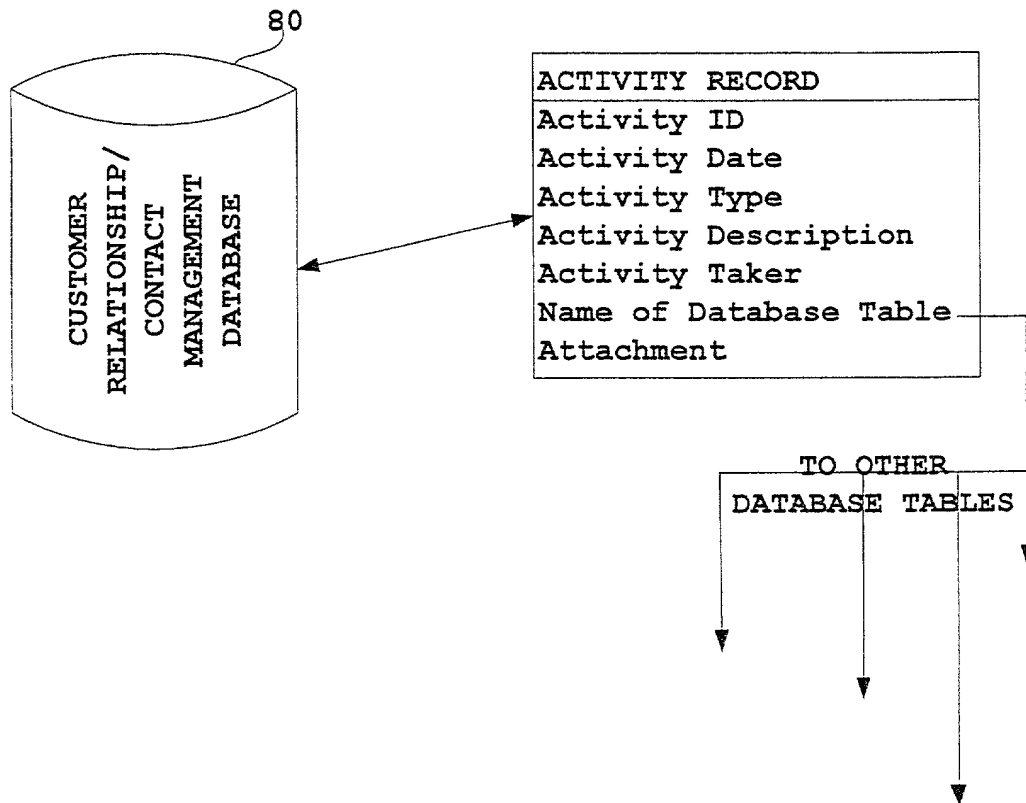 80
CUSTOMER
RELATIONSHIP/
CONTACT
MANAGEMENT
DATABASE
ACTIVITY RECORD
Activity ID
Activity Date
Activity Type
Activity Description
Activity Taker
Name of Database Table
Attachment
TO OTHER
DATABASE TABLES